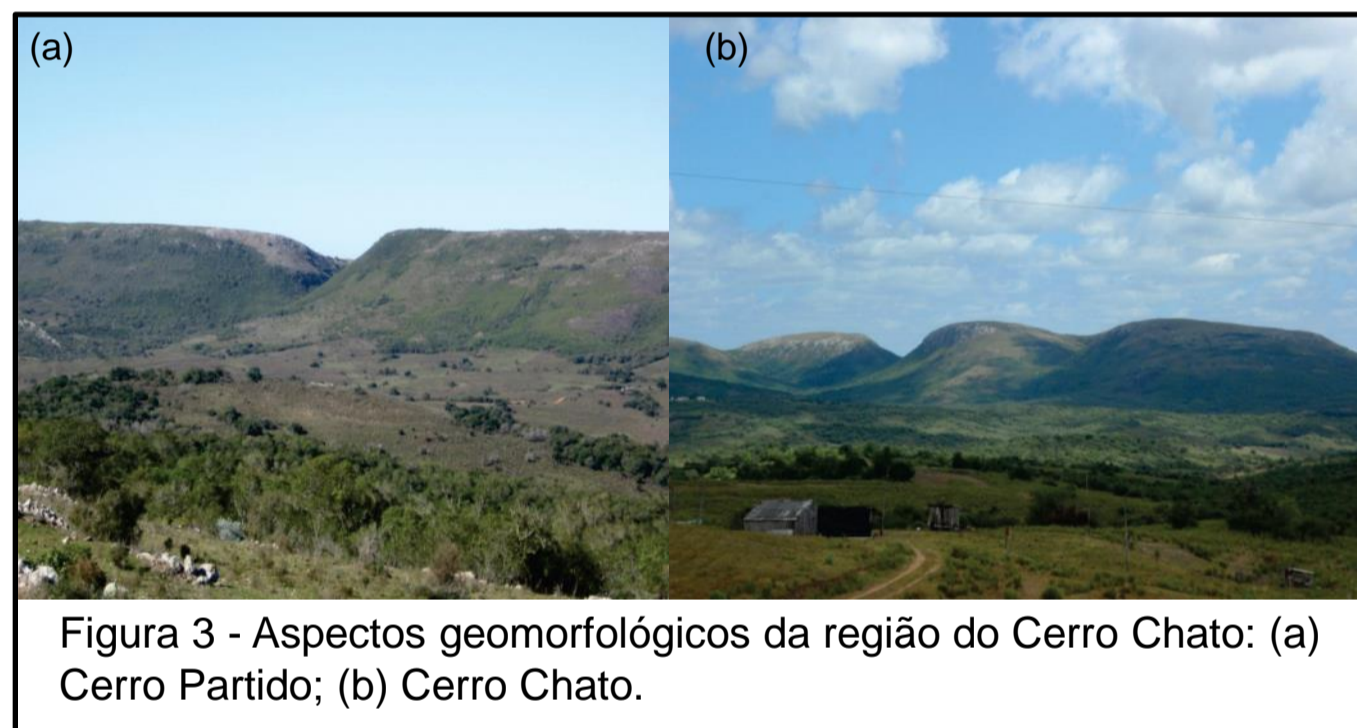 (a)
(b)
Figura 3 - Aspectos geomorfológicos da região do Cerro Chato: (a)
Cerro Partido; (b) Cerro Chato.